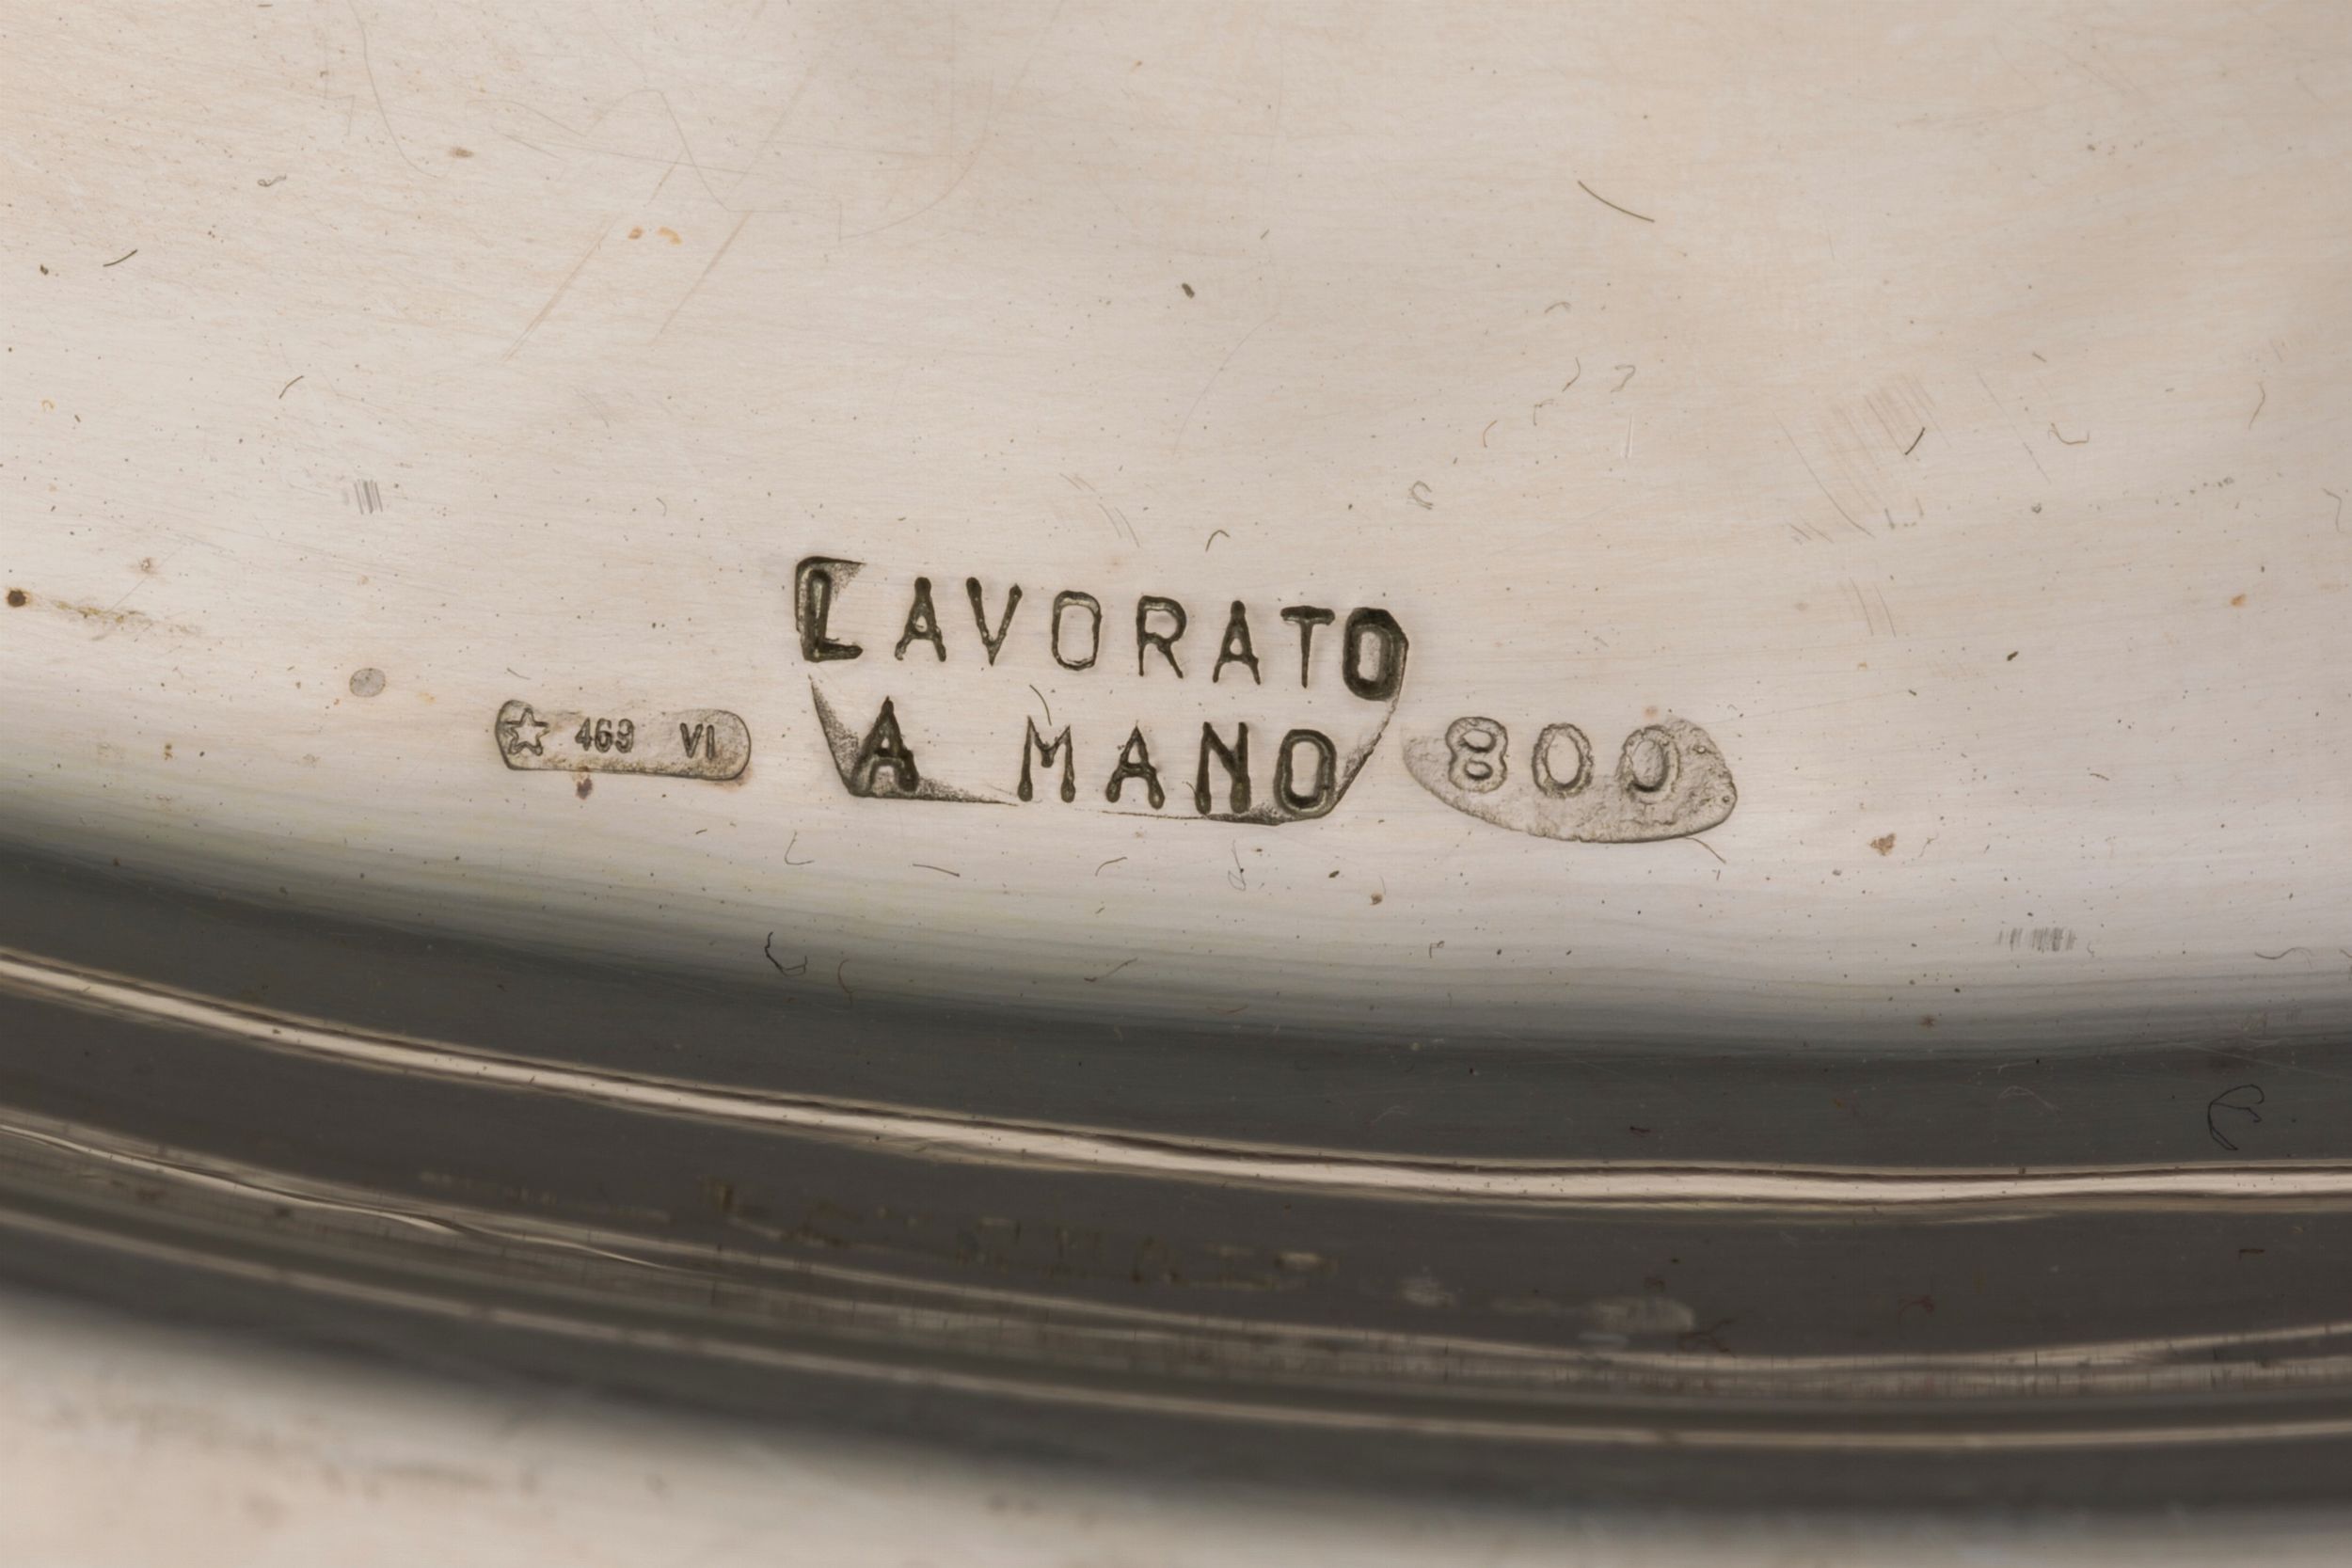 LAVORATO
A MANO
☆ 469 VI
800